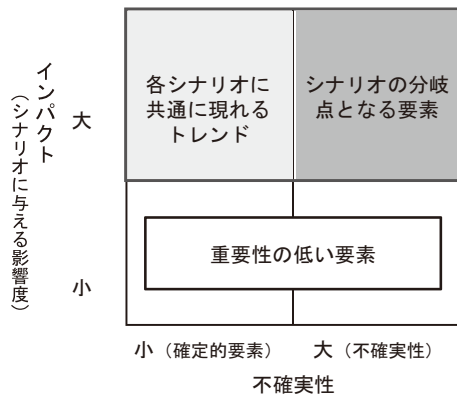 インパクト
（シナリオに与える影響度）
大
小
各シナリオに
共通に現れる
トレンド
シナリオの分岐
点となる要素
重要性の低い要素
小（確定的要素）
大（不確実性）
不確実性